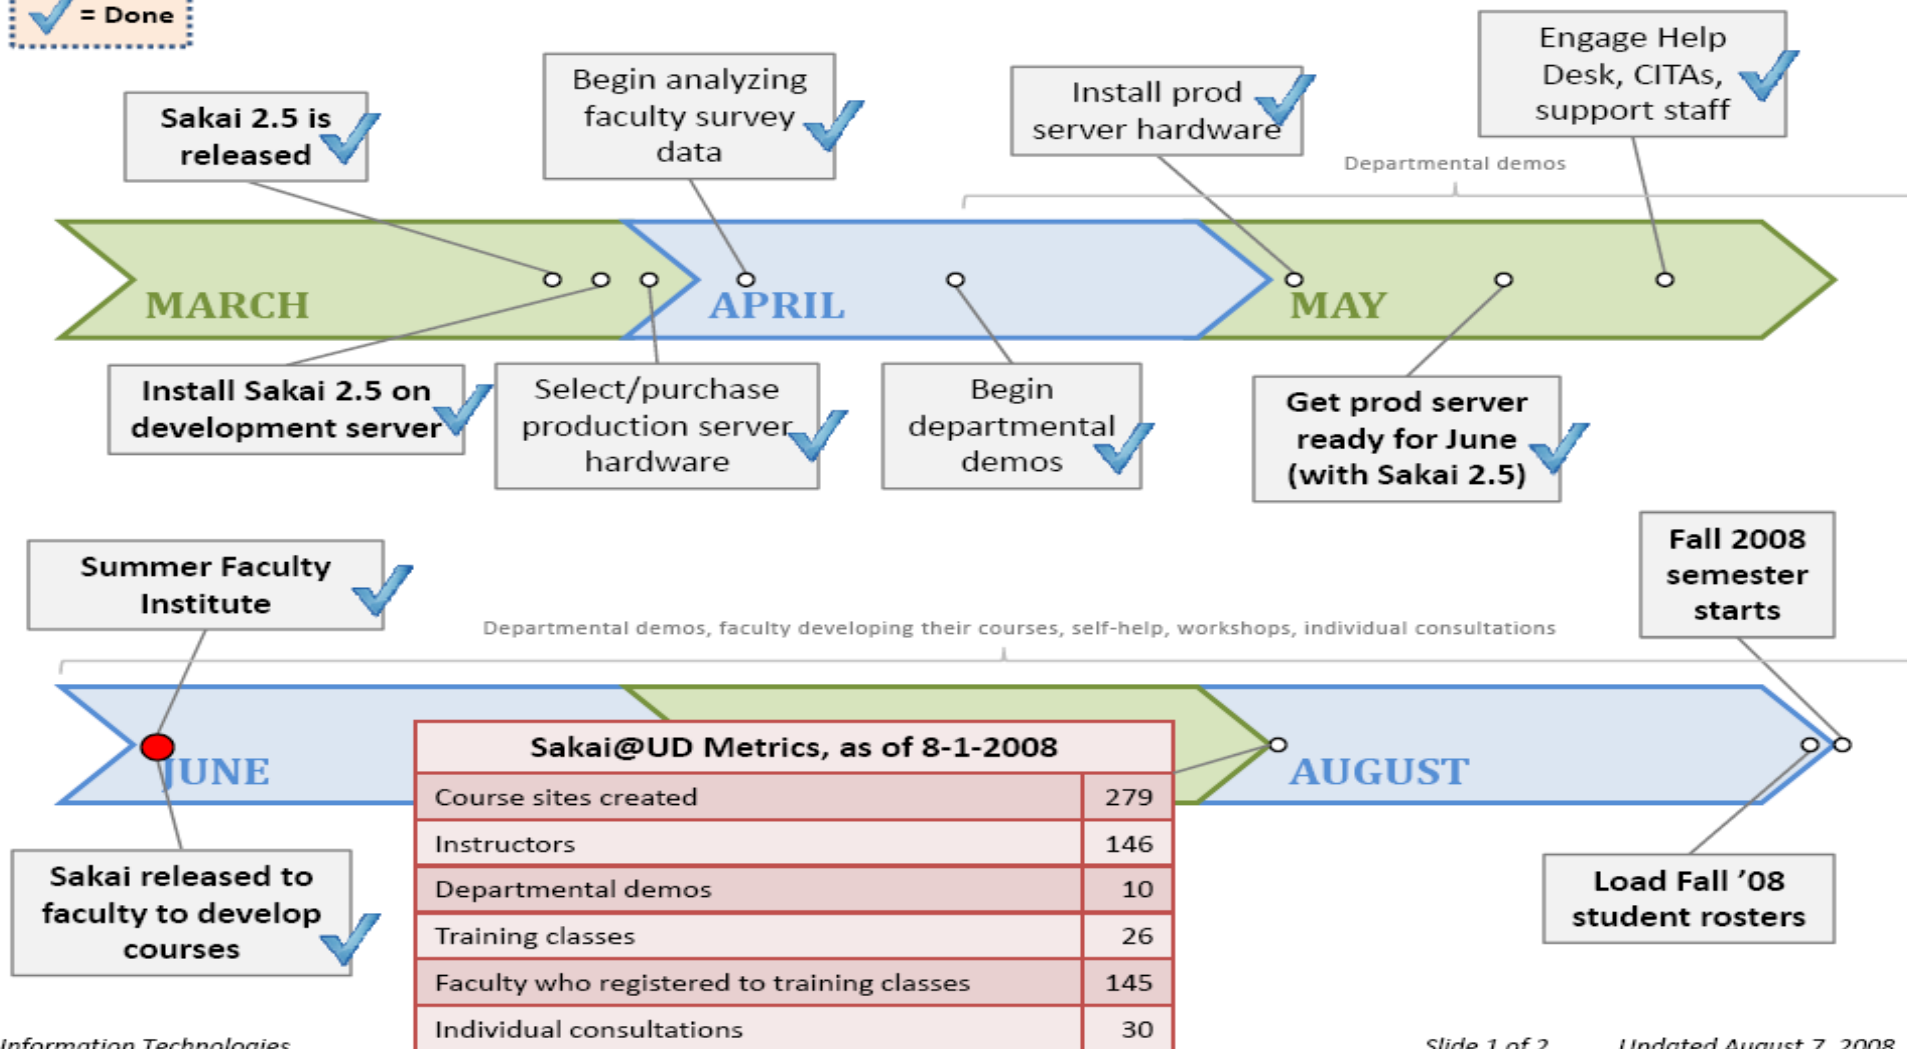 = Done
Sakai 2.5 is
released
Begin analyzing
faculty survey
data
Install prod
server hardware
Engage Help
Desk, CITAs,
support staff
Departmental demos
MARCH
APRIL
MAY
Install Sakai 2.5 on
development server
Select/purchase
production server
hardware
Begin
departmental
demos
Get prod server
ready for June
(with Sakai 2.5)
Summer Faculty
Institute
Fall 2008
semester
starts
Departmental demos, faculty developing their courses, self-help, workshops, individual consultations
JUNE
AUGUST
Sakai@UD Metrics, as of 8-1-2008
Course sites created 279
Instructors 146
Departmental demos 10
Training classes 26
Faculty who registered to training classes 145
Individual consultations 30
Sakai released to
faculty to develop
courses
Load Fall ’08
student rosters
Information Technologies
Slide 1 of 2 Updated August 7, 2008